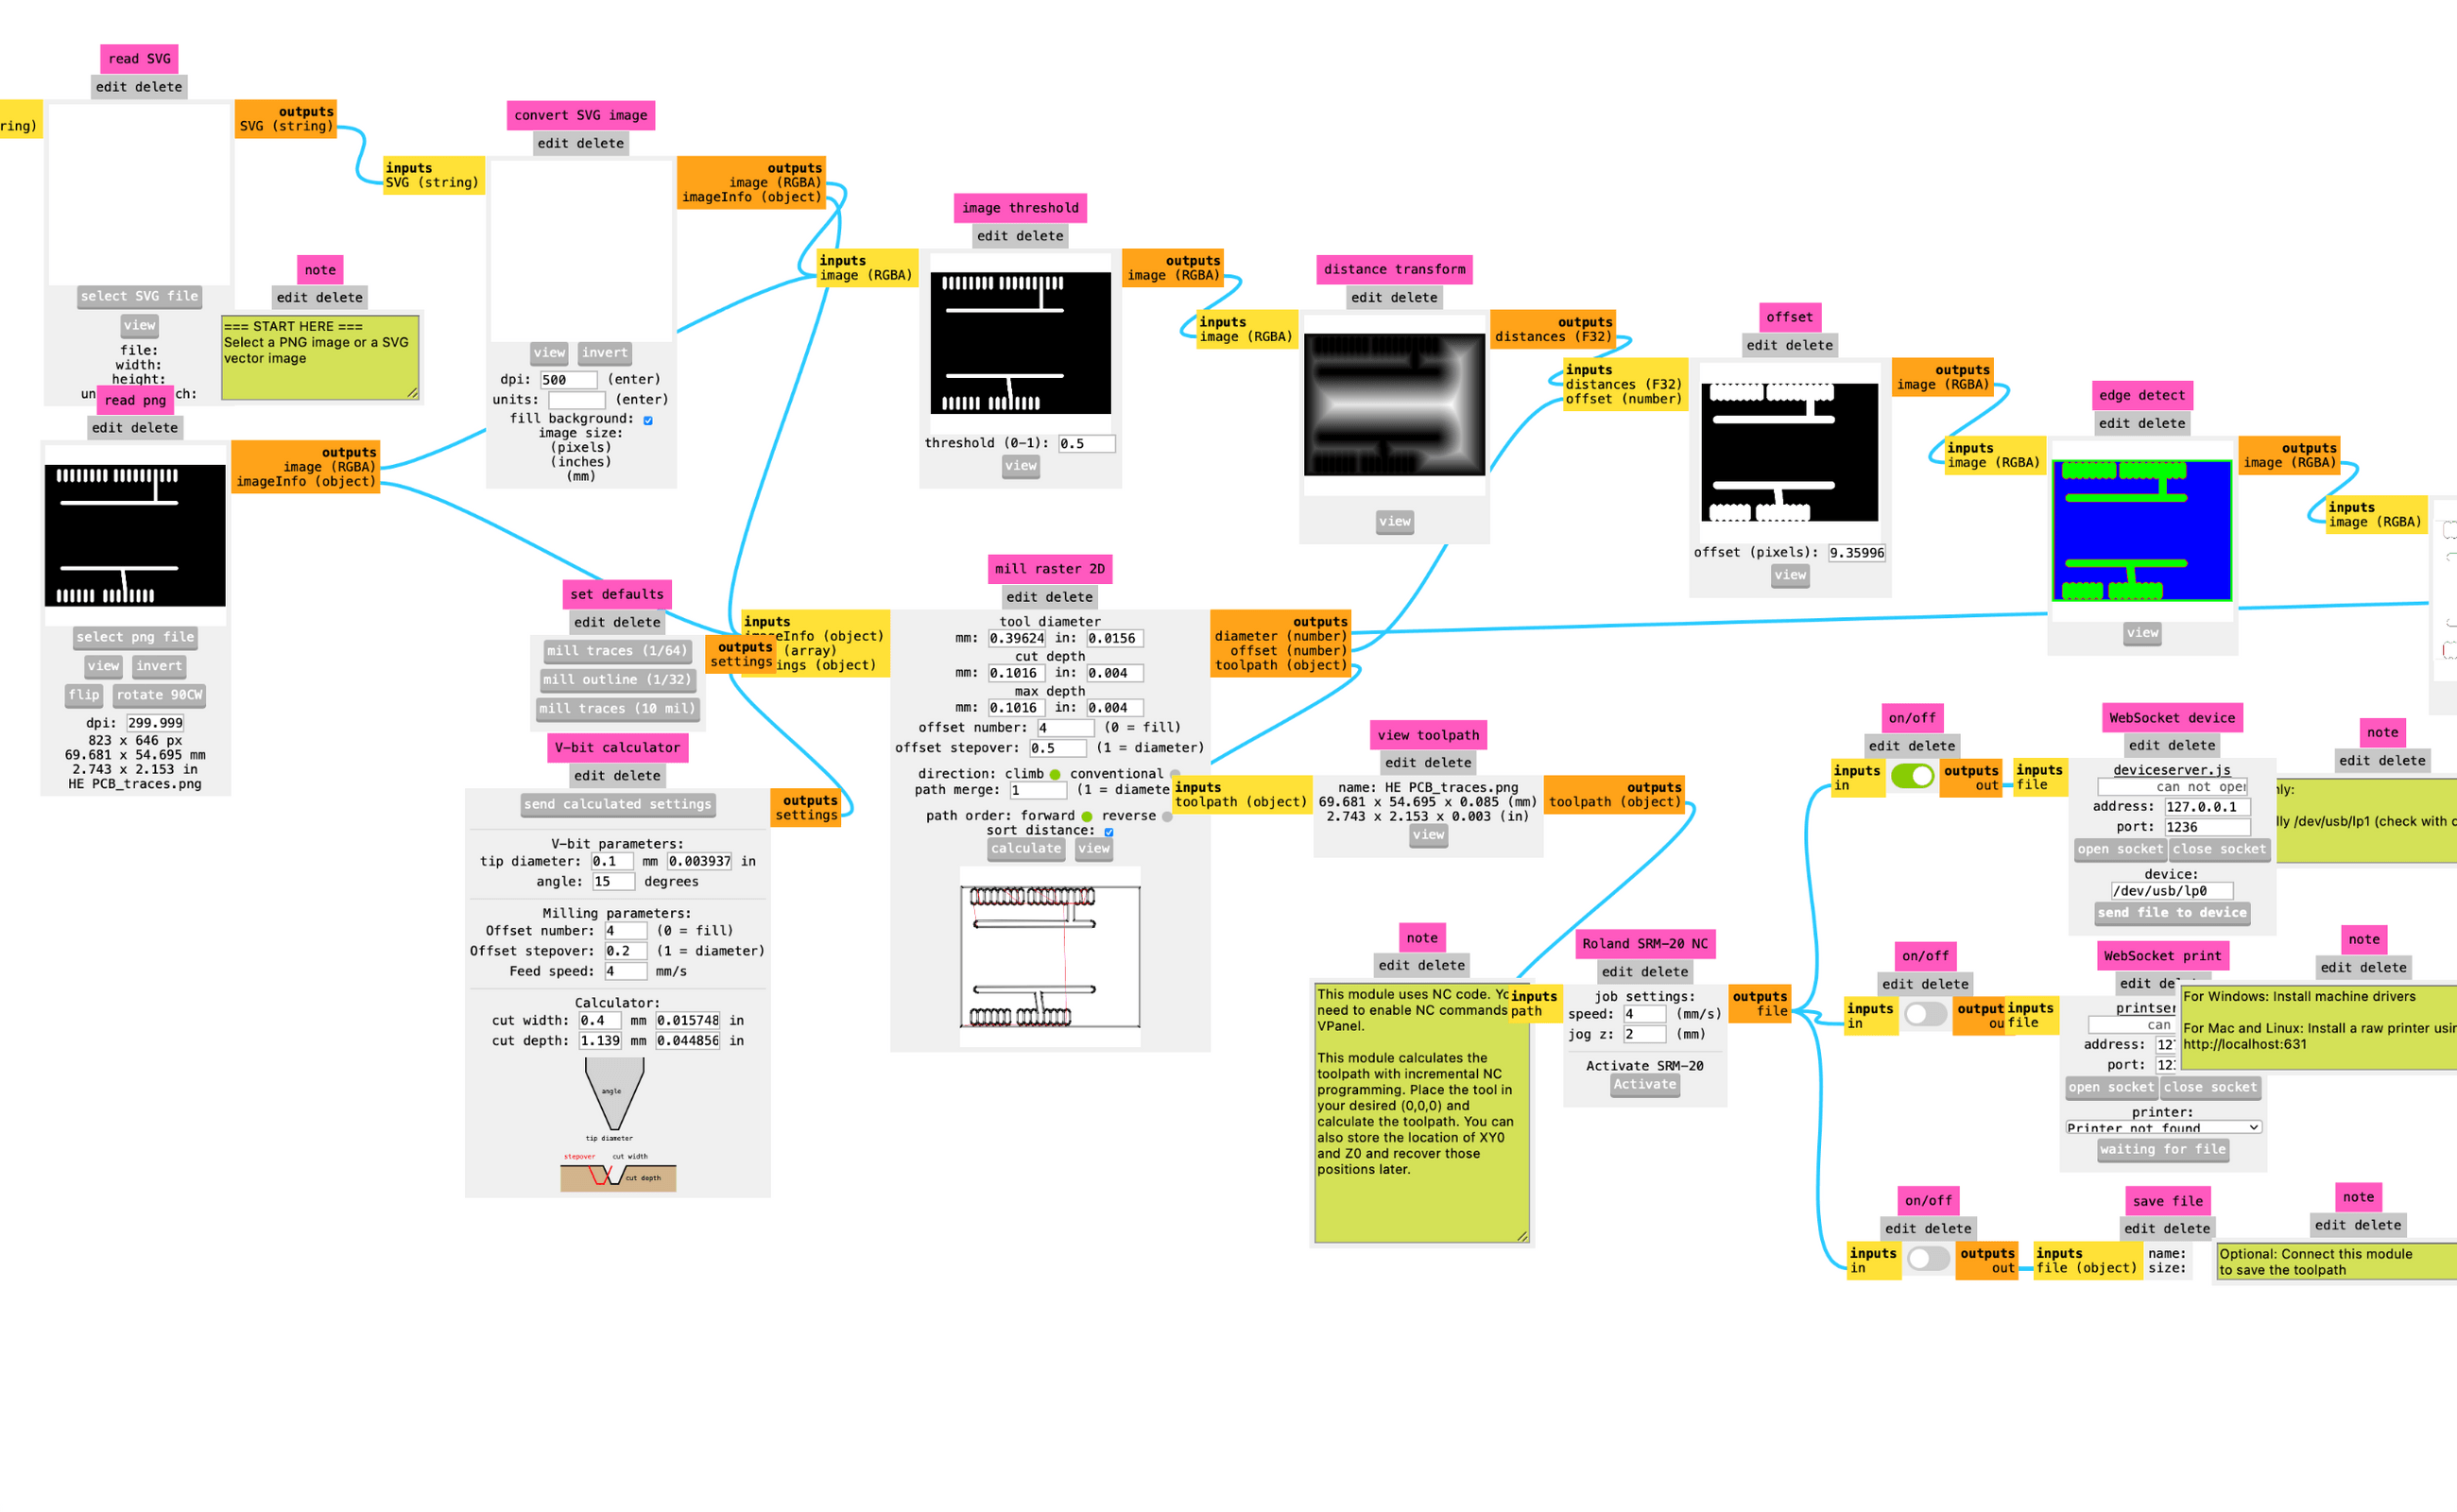 read SVG
edit delete
ring)
outputs
SVG (string)
select SVG file
view
file:
width:
height:
un
ch:
note
edit delete
=== START HERE ===
Select a PNG image or a SVG
vector image
read png
edit delete
outputs
image (RGBA)
imageInfo (object)
select png file
view invert
flip rotate 90CW
dpi: 299.999
823 x 646 px
69.681 x 54.695 mm
2.743 x 2.153 in
HE PCB_traces.png
convert SVG image
edit delete
inputs
SVG (string)
outputs
image (RGBA)
imageInfo (object)
view invert
dpi: 500 (enter)
units: (enter)
fill background:
image size:
(pixels)
(inches)
(mm)
image threshold
edit delete
inputs
image (RGBA)
outputs
image (RGBA)
threshold (0-1): 0.5
view
distance transform
edit delete
inputs
image (RGBA)
outputs
distances (F32)
view
offset
edit delete
inputs
distances (F32)
offset (number)
outputs
image (RGBA)
offset (pixels): 9.35996
view
edge detect
edit delete
inputs
image (RGBA)
outputs
image (RGBA)
view
inputs
image (RGBA)
set defaults
edit delete
mill traces (1/64)
mill outline (1/32)
mill traces (10 mil)
outputs
settings
V-bit calculator
edit delete
send calculated settings
outputs
settings
V-bit parameters:
tip diameter: 0.1 mm 0.003937 in
angle: 15 degrees
Milling parameters:
Offset number: 4 (0 = fill)
Offset stepover: 0.2 (1 = diameter)
Feed speed: 4 mm/s
Calculator:
cut width: 0.4 mm 0.015748 in
cut depth: 1.139 mm 0.044856 in
angle
tip diameter
stepover cut width
cut depth
mill raster 2D
edit delete
inputs
imageInfo (object)
(array)
ngs (object)
outputs
diameter (number)
offset (number)
toolpath (object)
tool diameter
mm: 0.39624 in: 0.0156
cut depth
mm: 0.1016 in: 0.004
max depth
mm: 0.1016 in: 0.004
offset number: 4 (0 = fill)
offset stepover: 0.5 (1 = diameter)
direction: climb conventional
path merge: 1 (1 = diamete
path order: forward reverse
sort distance:
calculate view
view toolpath
edit delete
inputs
toolpath (object)
name: HE PCB_traces.png
69.681 x 54.695 x 0.085 (mm)
2.743 x 2.153 x 0.003 (in)
view
outputs
toolpath (object)
note
edit delete
This module uses NC code. Yo
need to enable NC commands
VPanel.
This module calculates the
toolpath with incremental NC
programming. Place the tool in
your desired (0,0,0) and
calculate the toolpath. You can
also store the location of XY0
and Z0 and recover those
positions later.
Roland SRM-20 NC
edit delete
inputs
path
job settings:
speed: 4 (mm/s)
jog z: 2 (mm)
Activate SRM-20
Activate
outputs
file
on/off
edit delete
inputs
in
outputs
out
WebSocket device
edit delete
inputs
file
deviceserver.js
can not open
address: 127.0.0.1
port: 1236
open socket close socket
device:
/dev/usb/lp0
send file to device
note
edit delete
nly:
lly /dev/usb/lp1 (check with
on/off
edit delete
inputs
in
output
ou
WebSocket print
edit del
inputs
file
printser
can
address: 127
port: 123
open socket close socket
printer:
Printer not found
waiting for file
note
edit delete
For Windows: Install machine drivers
For Mac and Linux: Install a raw printer usin
http://localhost:631
on/off
edit delete
inputs
in
outputs
out
save file
edit delete
inputs
file (object)
name:
size:
note
edit delete
Optional: Connect this module
to save the toolpath